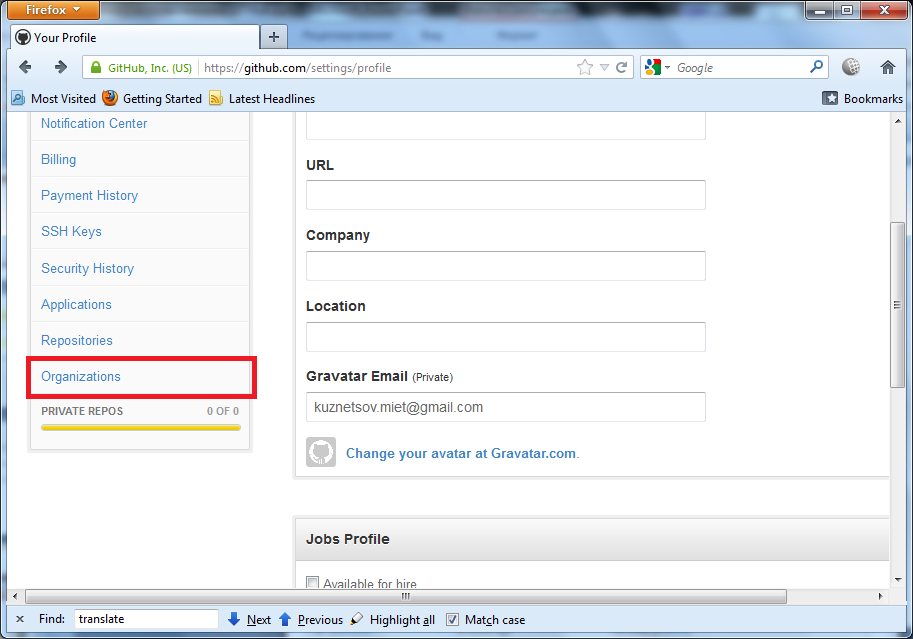 Firefox
Your Profile
GitHub, Inc. (US)
https://github.com/settings/profile
Google
Most Visited
Getting Started
Latest Headlines
Bookmarks
Notification Center
Billing
Payment History
SSH Keys
Security History
Applications
Repositories
Organizations
PRIVATE REPOS 0 OF 0
URL
Company
Location
Gravatar Email (Private)
kuznetsov.miet@gmail.com
Change your avatar at Gravatar.com.
Jobs Profile
Available for hire
Find: translate Next Previous Highlight all Match case